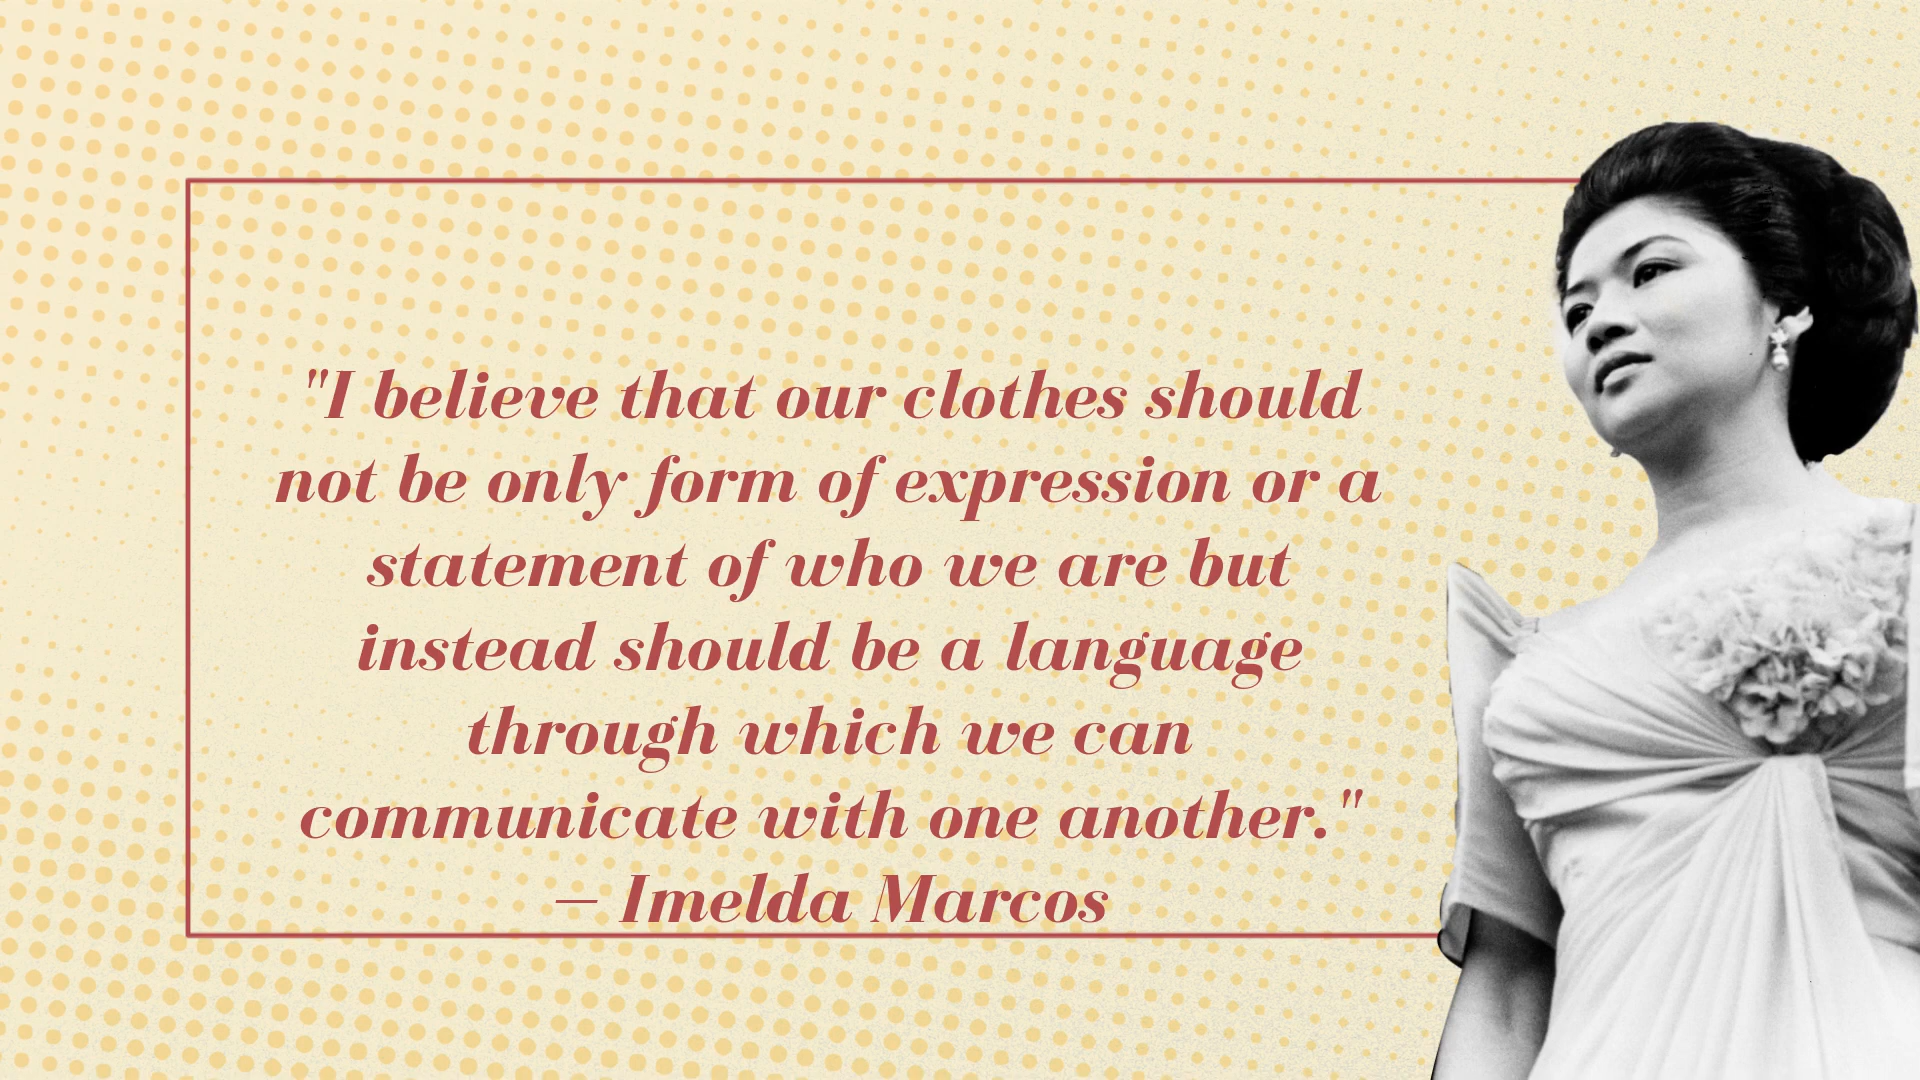 "I believe that our clothes should
not be only form of expression or a
statement of who we are but
instead should be a language
through which we can
communicate with one another."
— Imelda Marcos